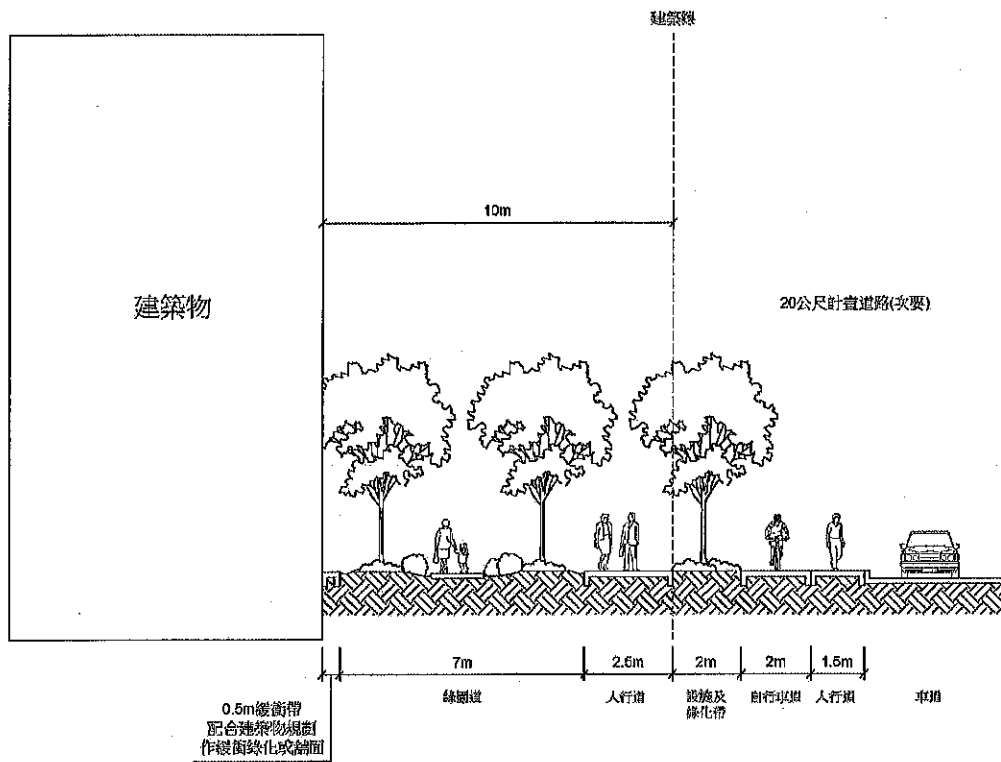 建築線
10m
建築物
20公尺計畫道路(次要)
7m
2.5m
2m
2m
1.5m
綠園道
人行道
設施及
綠化帶
自行車道
人行道
車道
0.5m緩衝帶
配合建築物規劃
作緩衝綠化或鋪面